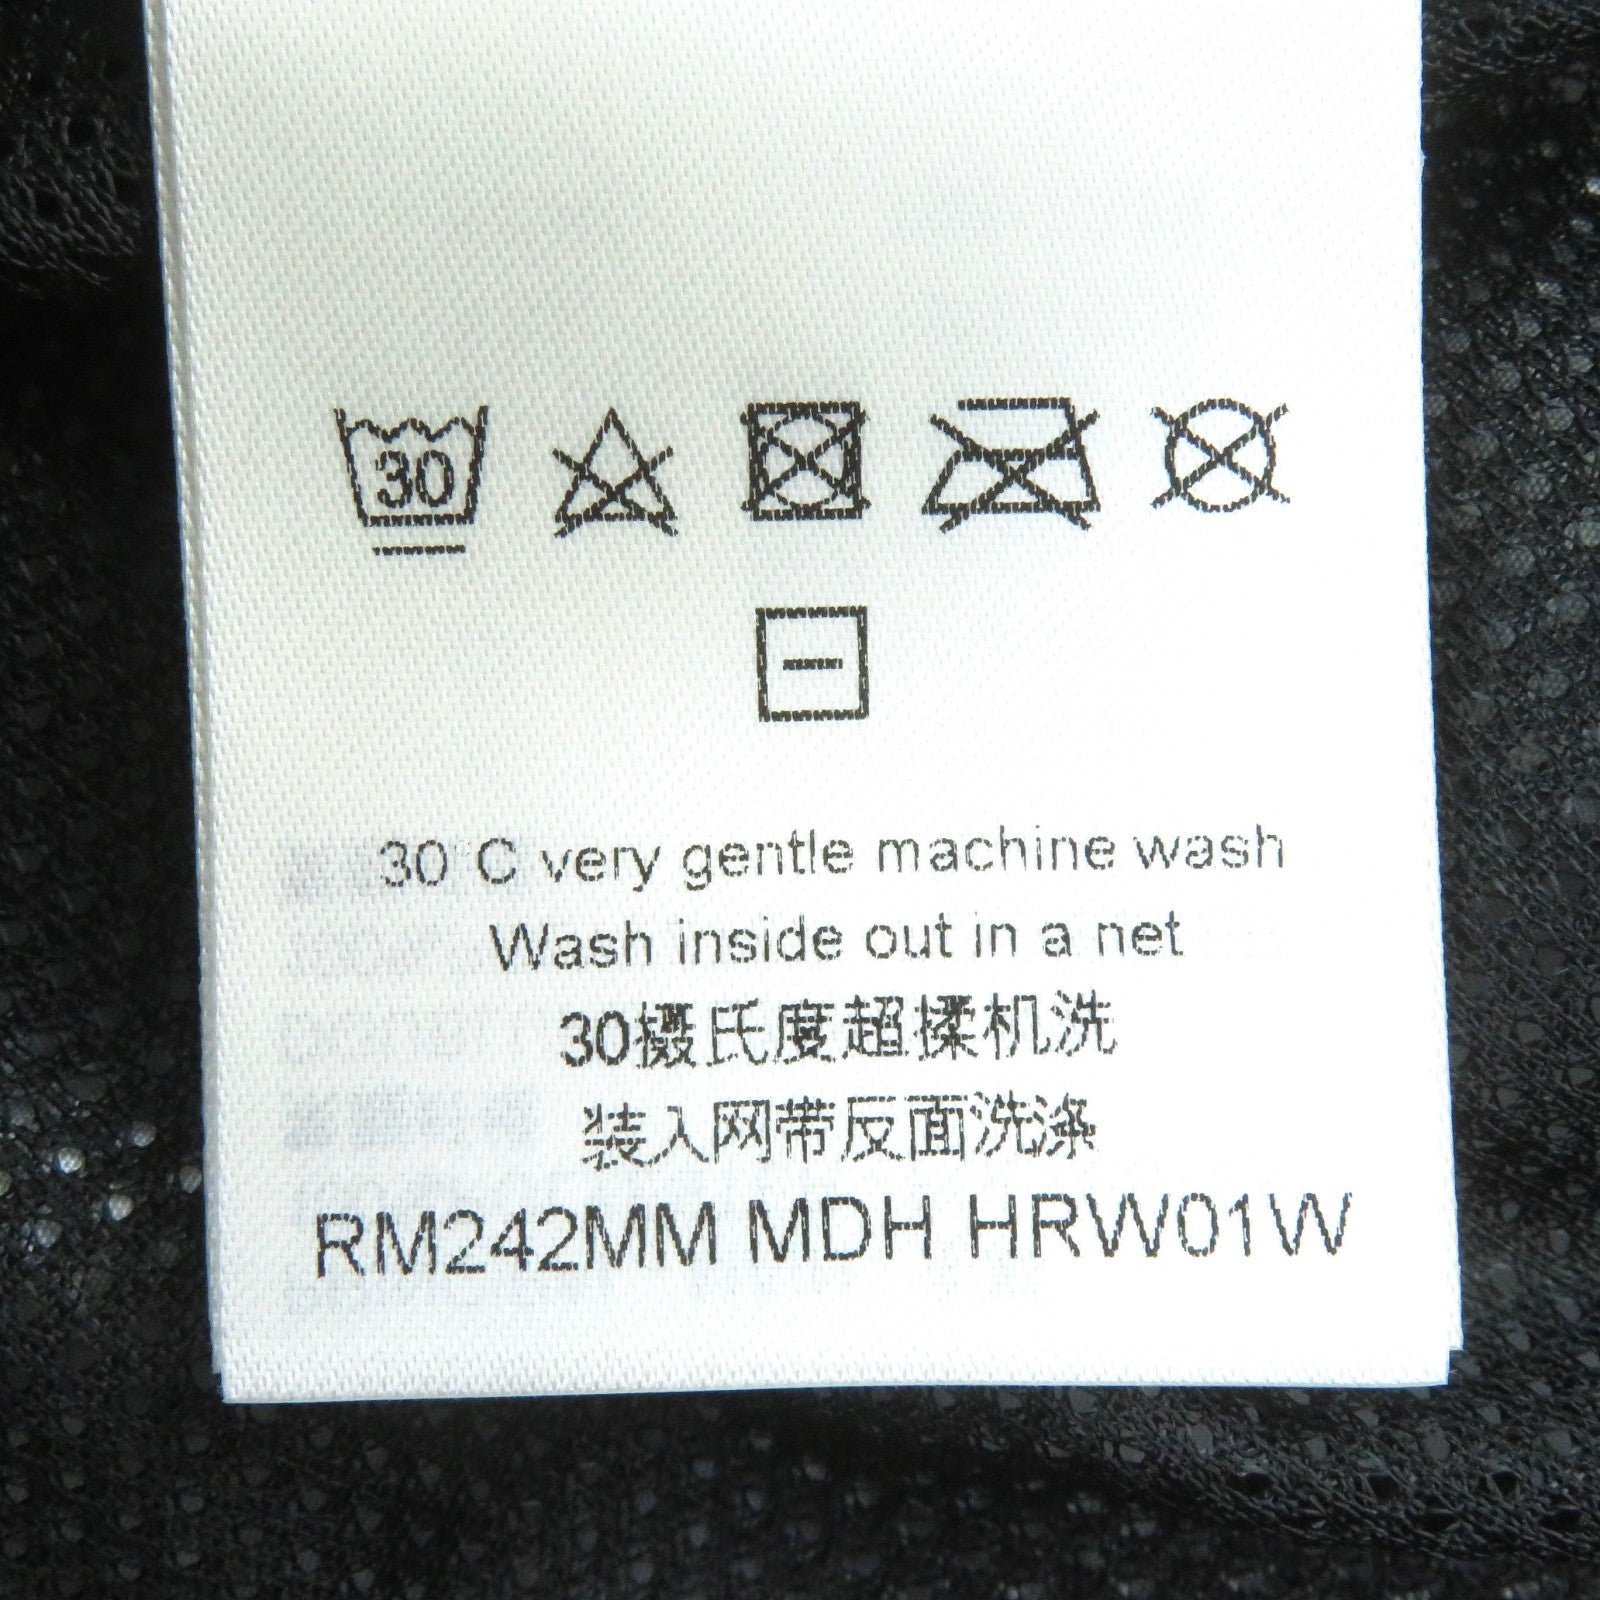 30
30°C very gentle machine wash
Wash inside out in a net
30摄氏度超揉机洗
装入网带反面洗涤
RM242MM MDH HRW01W